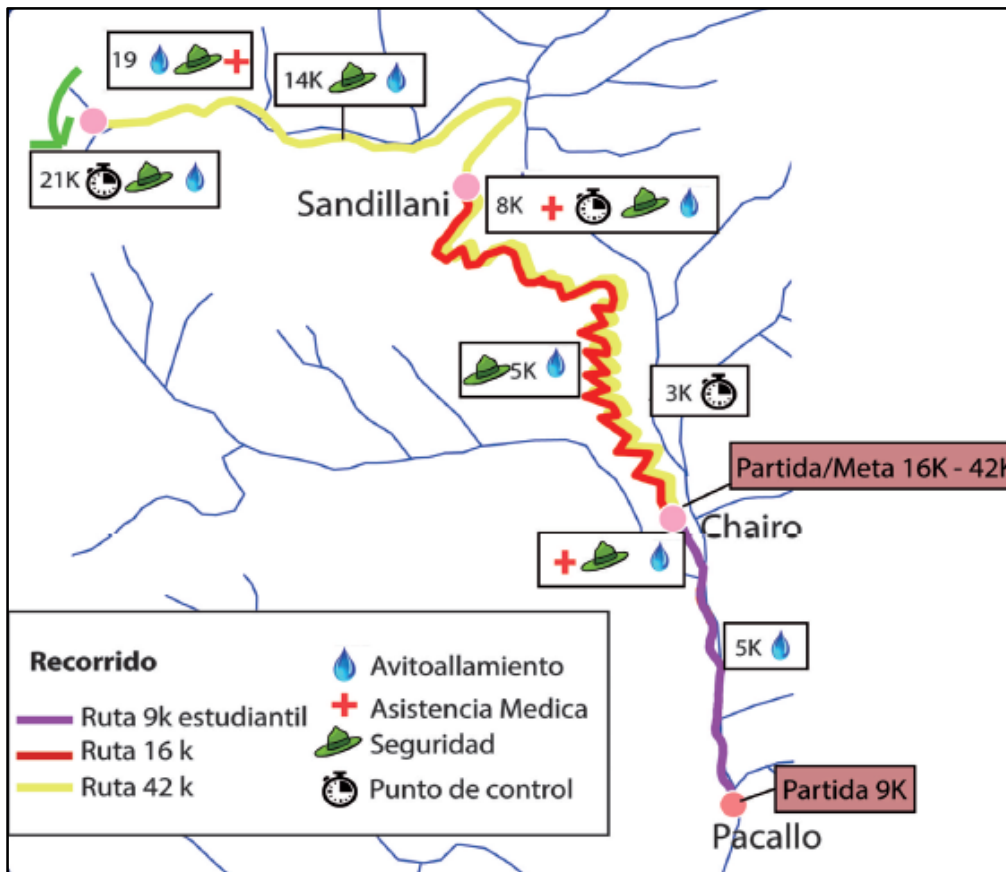 19
14K
21K
Sandillani
8K
5K
3K
Partida/Meta 16K - 42K
Chairo
5K
Recorrido
Ruta 9k estudiantil
Ruta 16 k
Ruta 42 k
Avitoallamiento
Asistencia Medica
Seguridad
Punto de control
Partida 9K
Pacallo